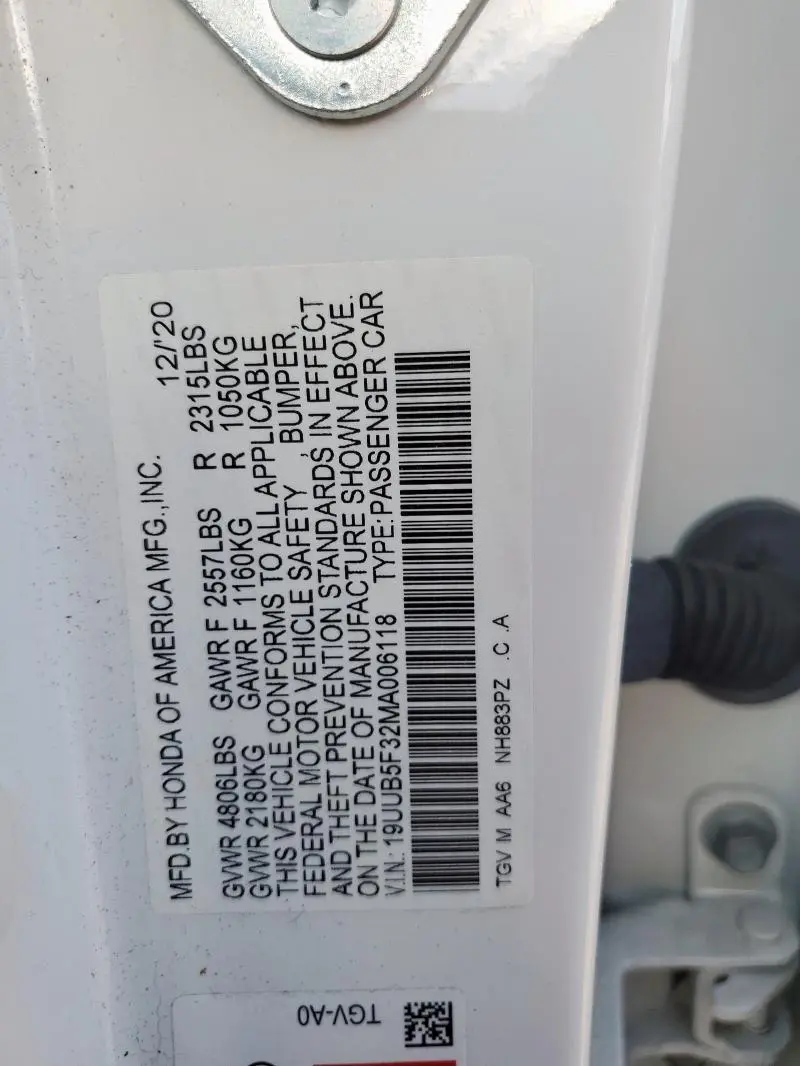 MFD.BY HONDA OF AMERICA MFG.,INC. 12/'20
GVWR 4806LBS GAWR F 2557LBS R 2315LBS
GVWR 2180KG GAWR F 1160KG R 1050KG
THIS VEHICLE CONFORMS TO ALL APPLICABLE
FEDERAL MOTOR VEHICLE SAFETY, BUMPER,
AND THEFT PREVENTION STANDARDS IN EFFECT
ON THE DATE OF MANUFACTURE SHOWN ABOVE.
V.I.N.: 19UUB5F32MA006118 TYPE:PASSENGER CAR
TGV M AA6 NH883PZ .C .A
TGV-A0